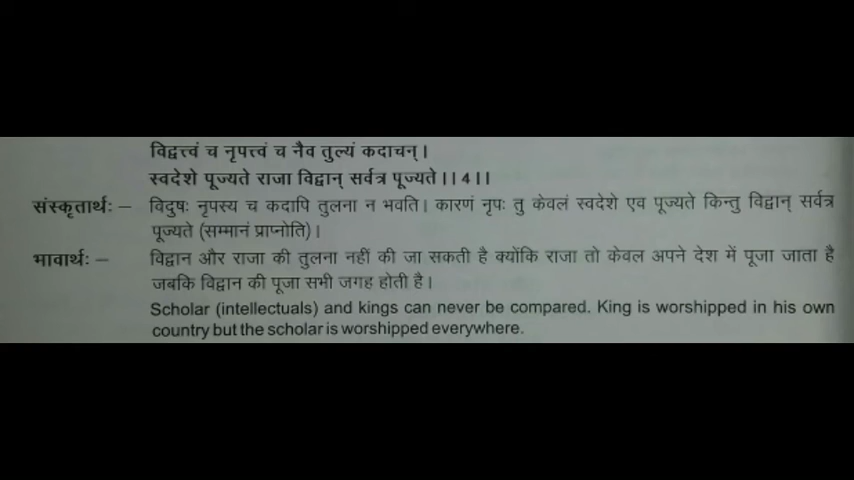 विद्वत्त्वं च नृपत्त्वं च नैव तुल्यं कदाचन् ।
स्वदेशे पूज्यते राजा विद्वान् सर्वत्र पूज्यते ।। 4 ।।
संस्कृतार्थः – विदुषः नृपस्य च कदापि तुलना न भवति । कारणं नृपः तु केवलं स्वदेशे एव पूज्यते किन्तु विद्वान् सर्वत्र
पूज्यते (सम्मानं प्राप्नोति) ।
भावार्थः – विद्वान और राजा की तुलना नहीं की जा सकती है क्योंकि राजा तो केवल अपने देश में पूजा जाता है
जबकि विद्वान की पूजा सभी जगह होती है ।
Scholar (intellectuals) and kings can never be compared. King is worshipped in his own
country but the scholar is worshipped everywhere.